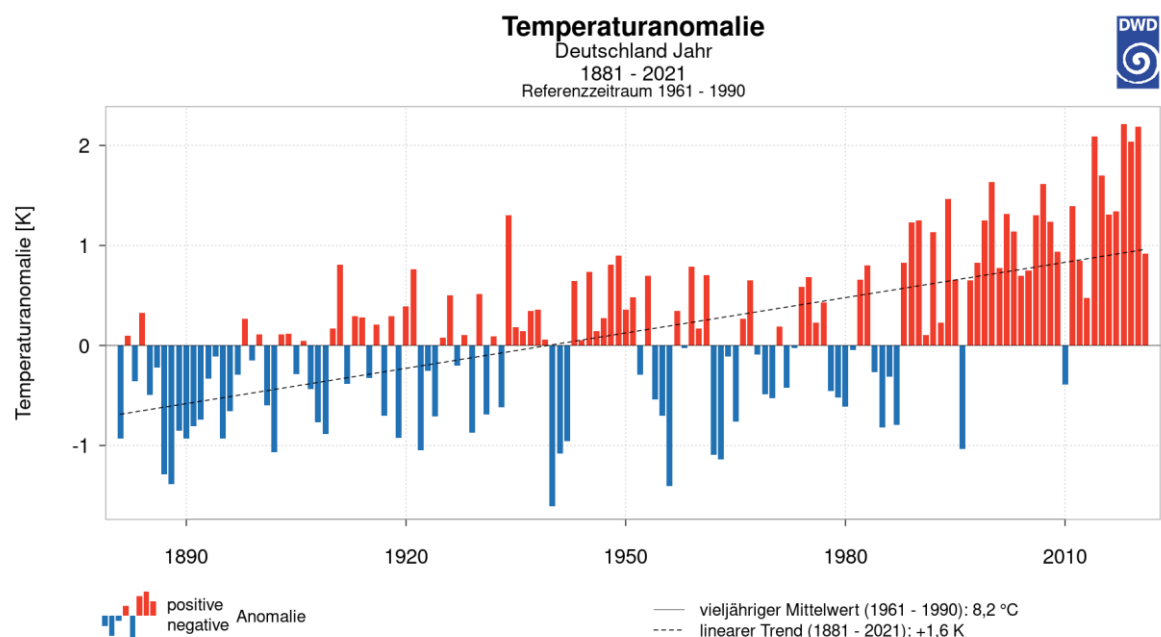 Temperaturanomalie
Deutschland Jahr
1881 - 2021
Referenzzeitraum 1961 - 1990
DWD
Temperaturanomalie [K]
2
1
0
-1
1890
1920
1950
1980
2010
positive
negative
Anomalie
vieljähriger Mittelwert (1961 - 1990): 8,2 °C
linearer Trend (1881 - 2021): +1.6 K